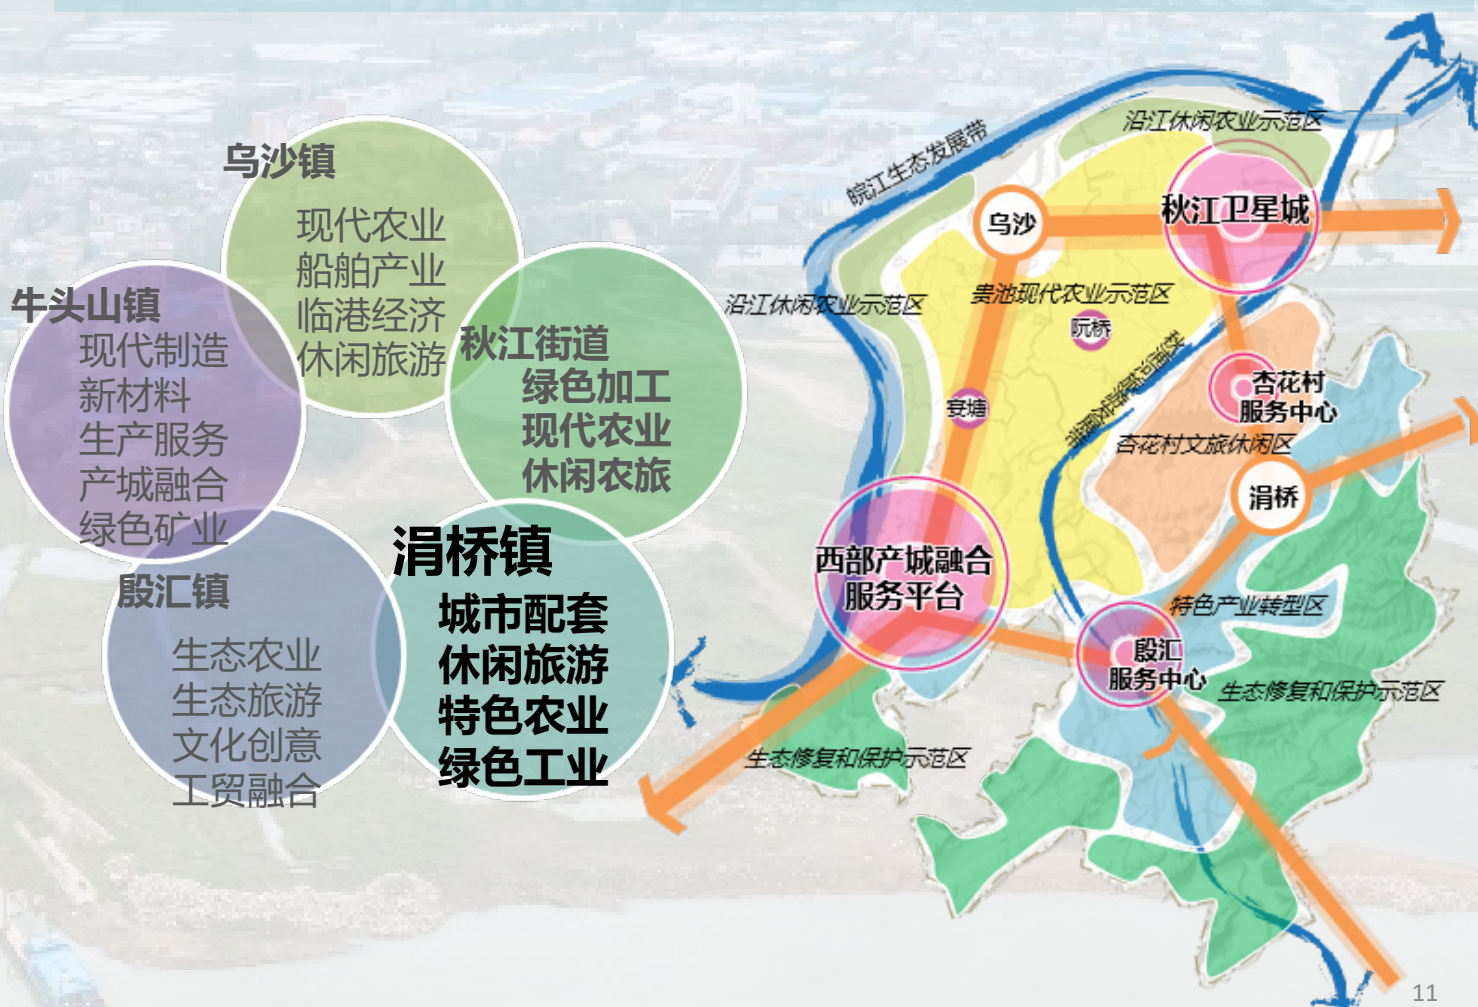 乌沙镇
现代农业
船舶产业
临港经济
休闲旅游
牛头山镇
现代制造
新材料
生产服务
产城融合
绿色矿业
秋江街道
绿色加工
现代农业
休闲农旅
殷汇镇
生态农业
生态旅游
文化创意
工贸融合
涓桥镇
城市配套
休闲旅游
特色农业
绿色工业
皖江生态发展带
沿江休闲农业示范区
乌沙
秋江卫星城
沿江休闲农业示范区
贵池现代农业示范区
阮桥
杏花村
服务中心
杏花村文旅休闲区
涓桥
西部产城融合
服务平台
特色产业转型区
殷汇
服务中心
生态修复和保护示范区
生态修复和保护示范区
11